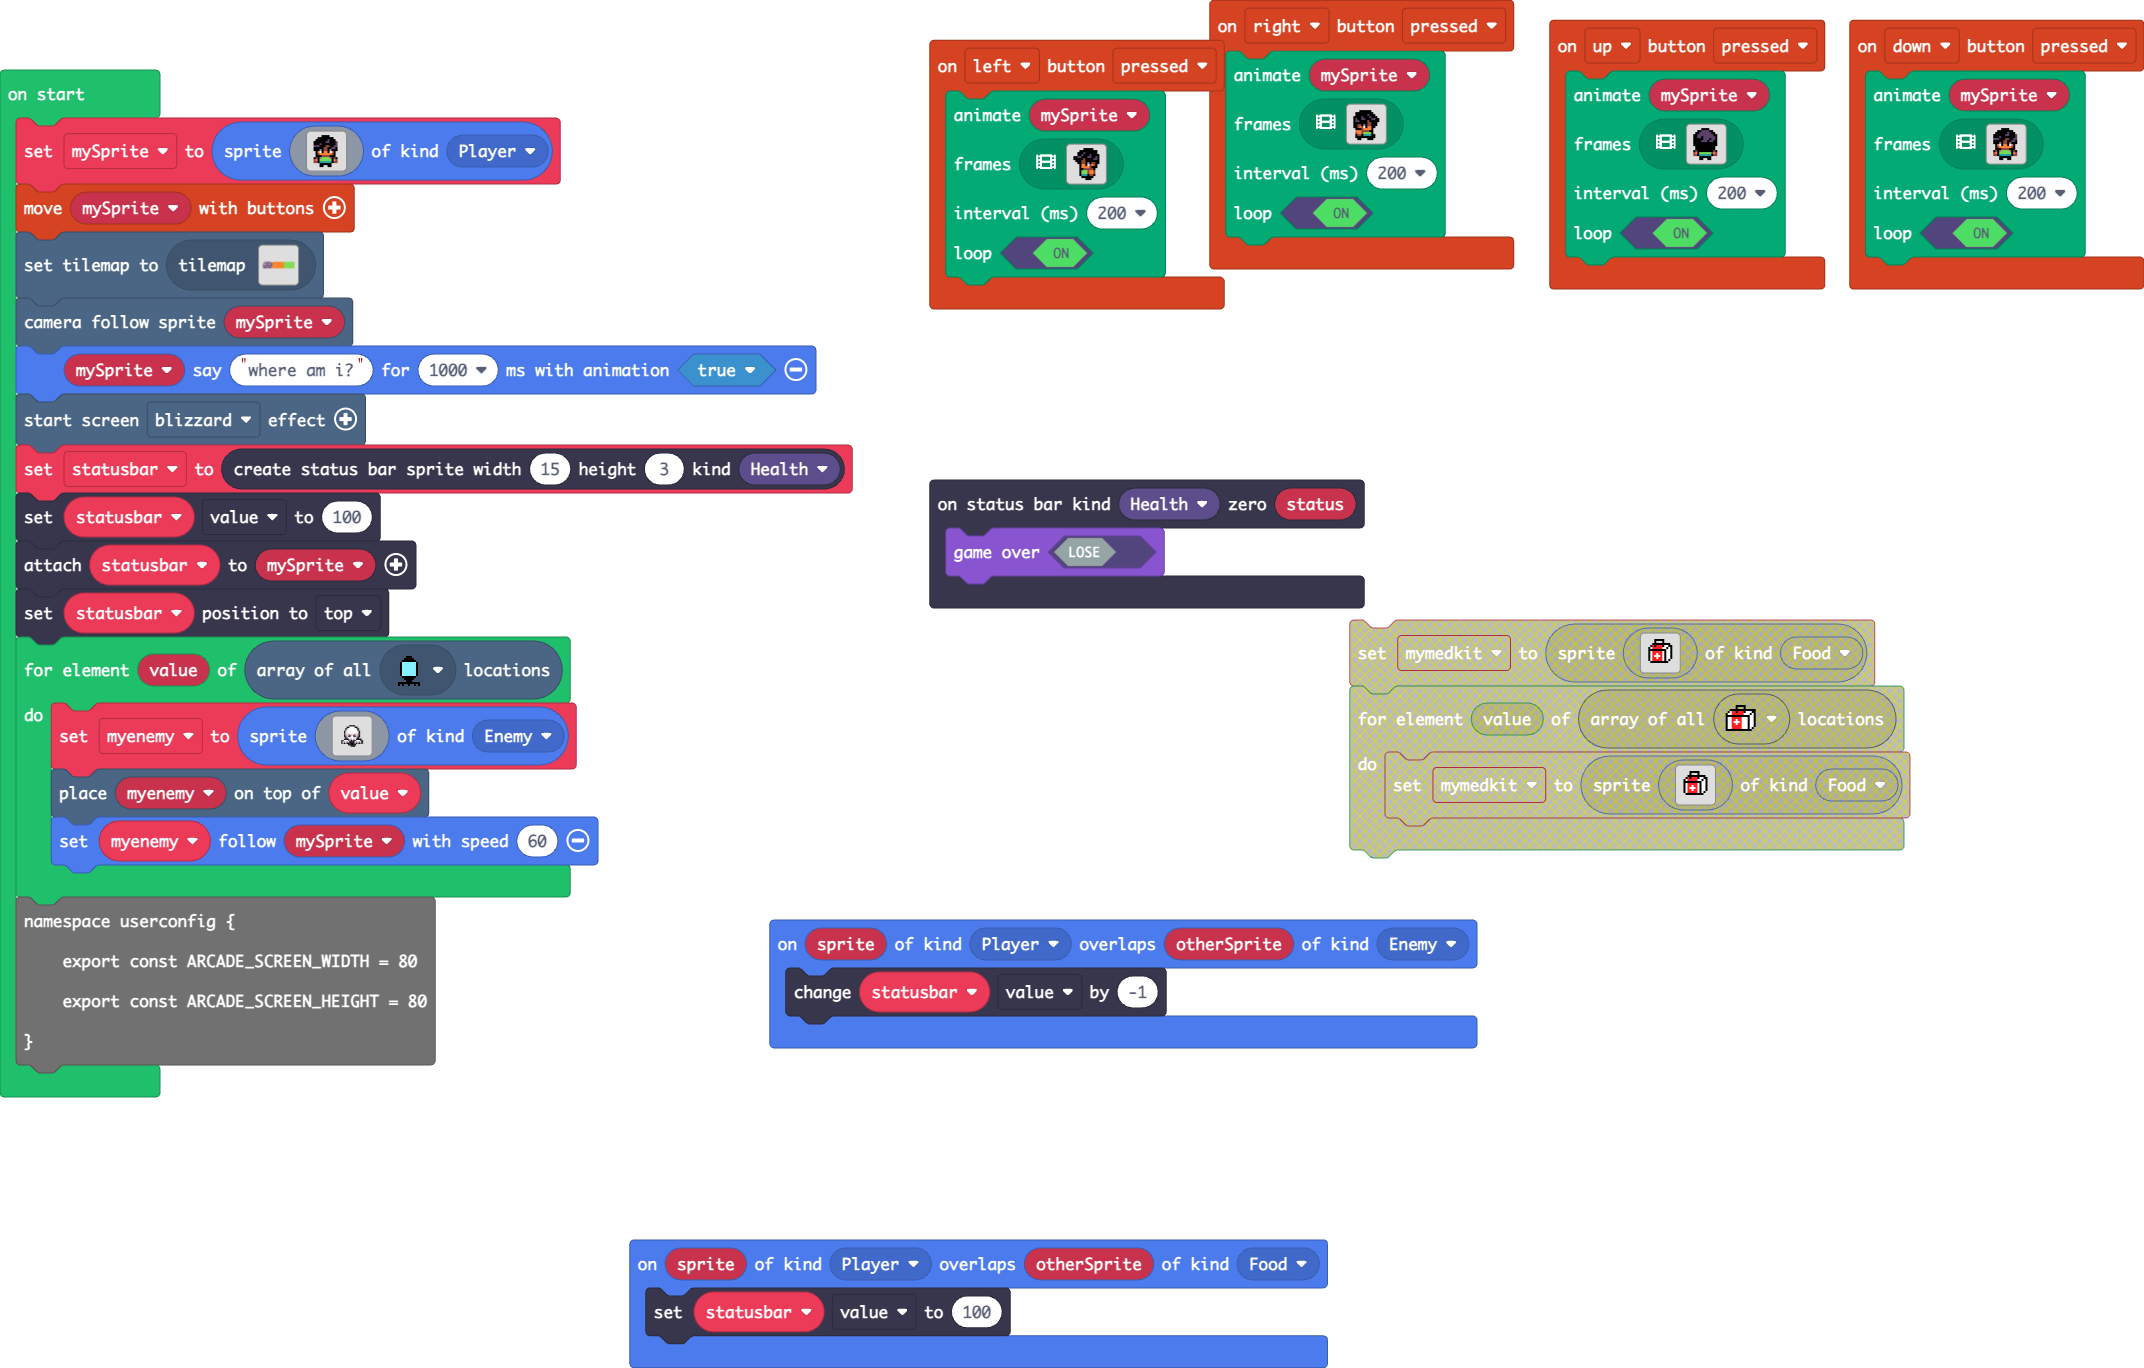 on start
set mySprite to sprite of kind Player
move mySprite with buttons
set tilemap to tilemap
camera follow sprite mySprite
mySprite say "where am i?" for 1000 ms with animation true
start screen blizzard effect
set statusbar to create status bar sprite width 15 height 3 kind Health
set statusbar value to 100
attach statusbar to mySprite
set statusbar position to top
for element value of array of all locations
do
set myenemy to sprite of kind Enemy
place myenemy on top of value
set myenemy follow mySprite with speed 60
namespace userconfig {
export const ARCADE_SCREEN_WIDTH = 80
export const ARCADE_SCREEN_HEIGHT = 80
}
on left button pressed
animate mySprite
frames
interval (ms) 200
loop ON
on right button pressed
animate mySprite
frames
interval (ms) 200
loop ON
on up button pressed
animate mySprite
frames
interval (ms) 200
loop ON
on down button pressed
animate mySprite
frames
interval (ms) 200
loop ON
on status bar kind Health zero status
game over LOSE
set mymedkit to sprite of kind Food
for element value of array of all locations
do
set mymedkit to sprite of kind Food
on sprite of kind Player overlaps otherSprite of kind Enemy
change statusbar value by -1
on sprite of kind Player overlaps otherSprite of kind Food
set statusbar value to 100